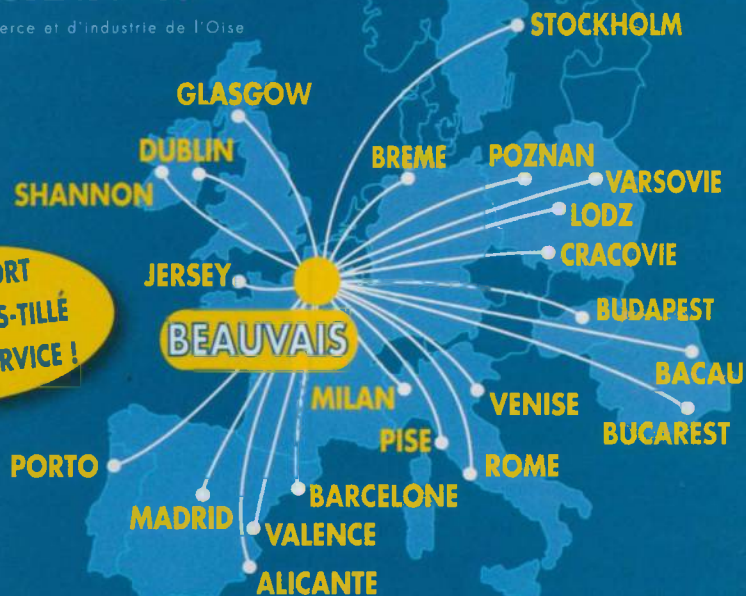 et d'industrie de l'Oise
STOCKHOLM
GLASGOW
DUBLIN
BREME
POZNAN
SHANNON
VARSOVIE
LODZ
CRACOVIE
JERSEY
S-TILLÉ
BUDAPEST
BEAUVAIS
!
BACAU
MILAN
VENISE
BUCAREST
PISE
PORTO
ROME
BARCELONE
MADRID
VALENCE
ALICANTE